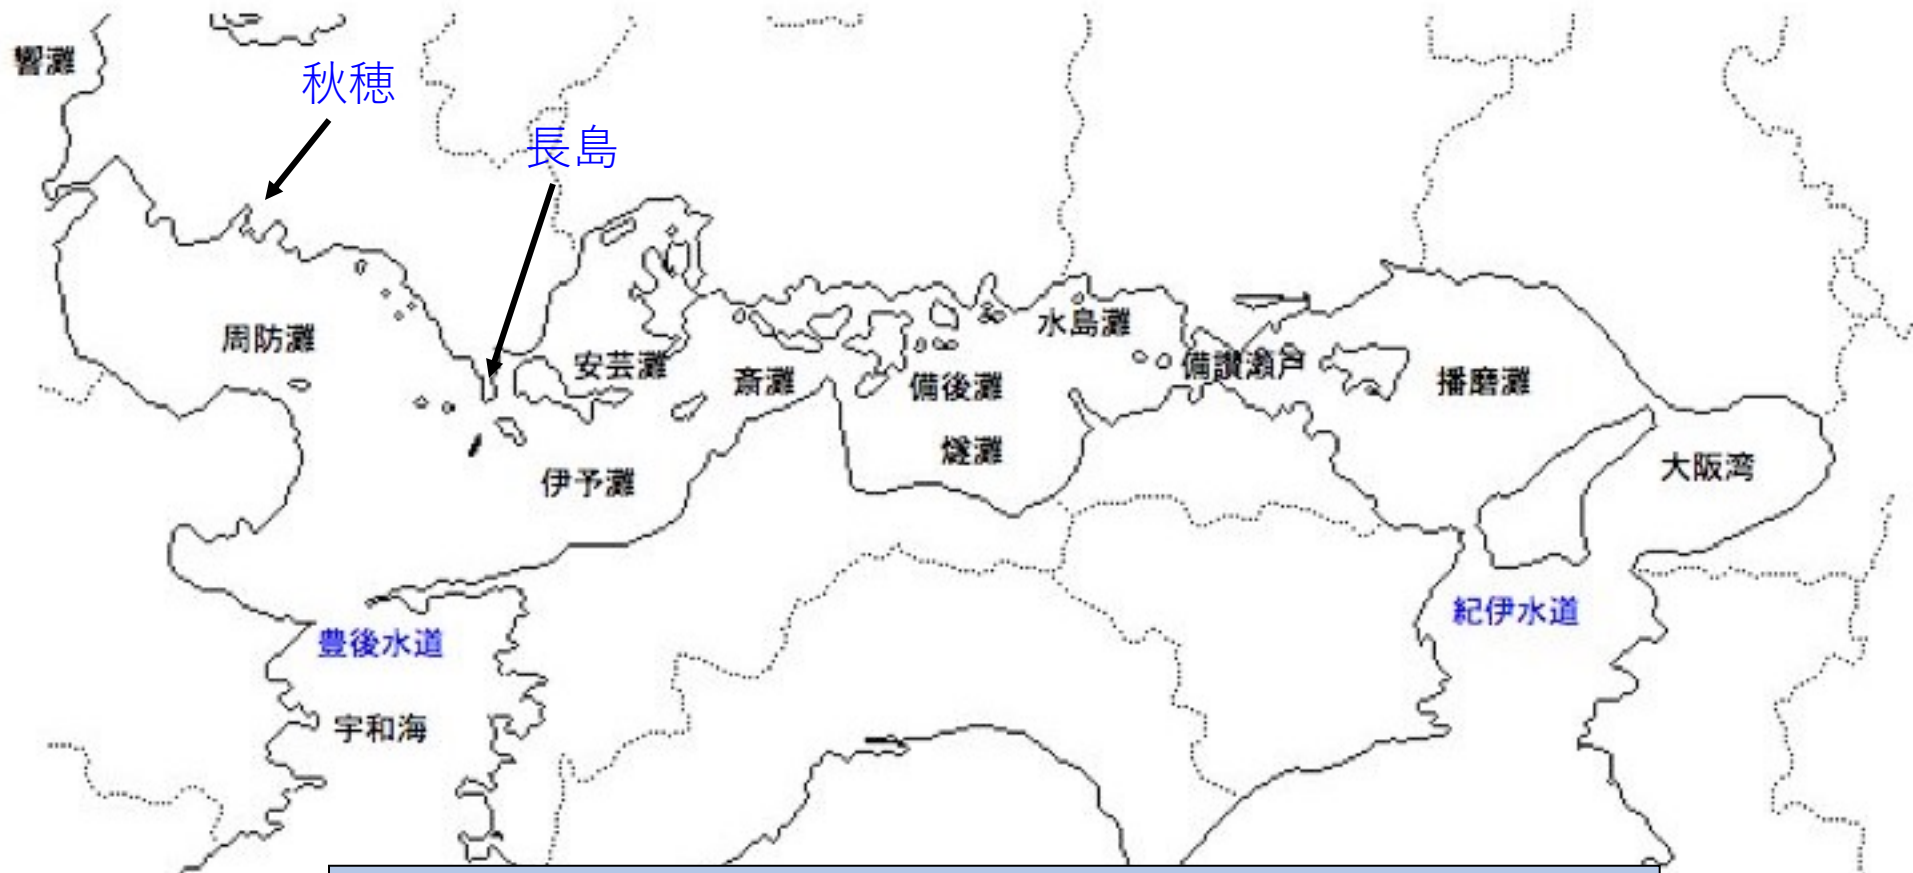 響灘
秋穂
長島
周防灘
安芸灘
斎灘
水島灘
備後灘
備讃瀬戸
播磨灘
燧灘
伊予灘
大阪湾
紀伊水道
豊後水道
宇和海